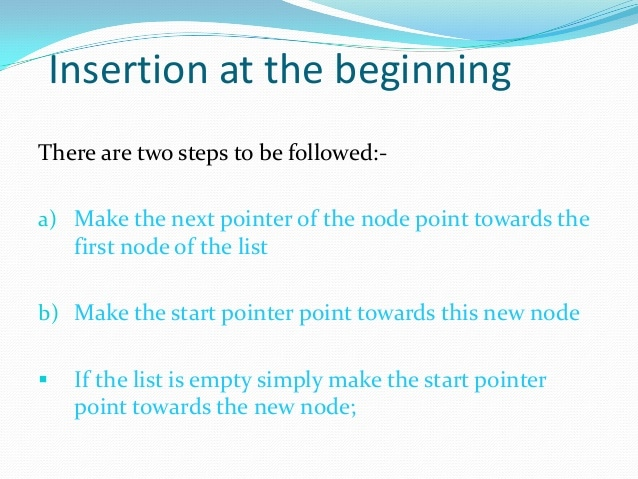 Insertion at the beginning
There are two steps to be followed:-
a) Make the next pointer of the node point towards the
first node of the list
b) Make the start pointer point towards this new node
▪ If the list is empty simply make the start pointer
point towards the new node;